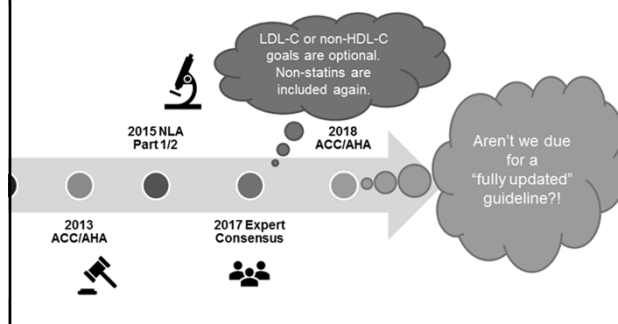 LDL-C or non-HDL-C
goals are optional.
Non-statins are
included again.
2015 NLA
Part 1/2
2018
ACC/AHA
Aren't we due
for a
“fully updated”
guideline?!
2013
ACC/AHA
2017 Expert
Consensus